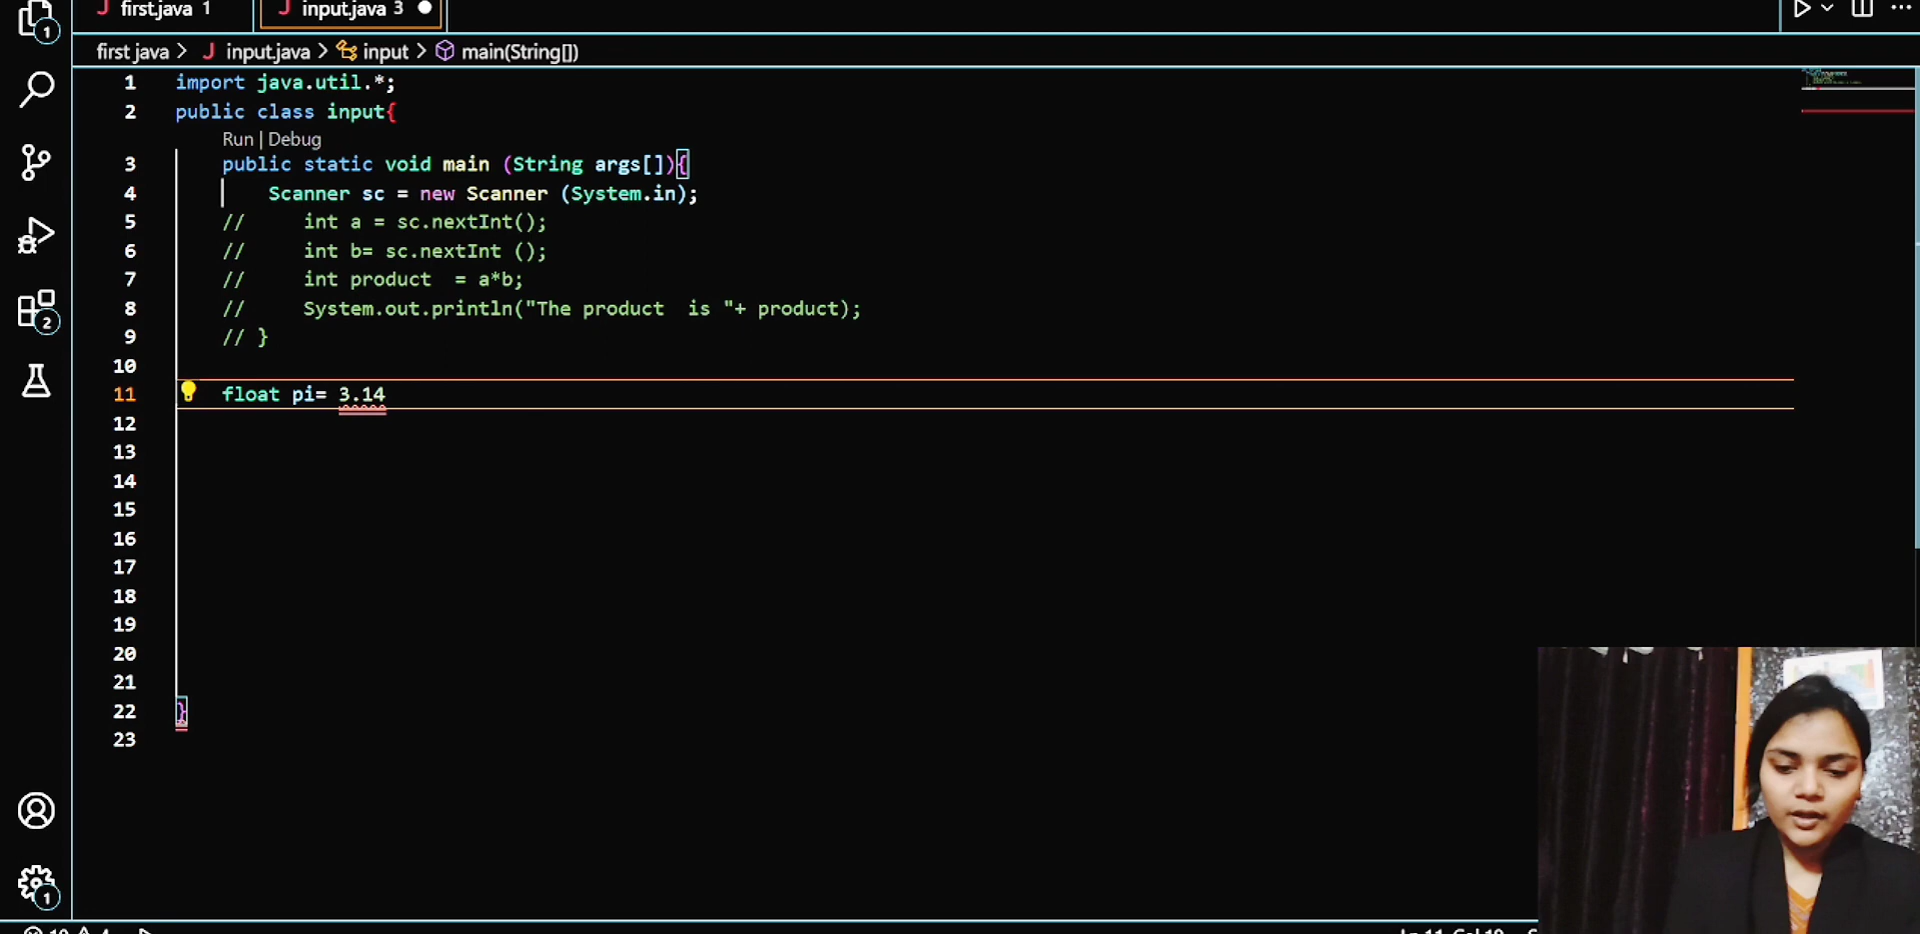 first.java 1 input.java 3
first.java > input.java > input > main(String[])
1 import java.util.*;
2 public class input{
Run | Debug
3 public static void main (String args[]){
4 Scanner sc = new Scanner (System.in);
5 // int a = sc.nextInt();
6 // int b= sc.nextInt ();
7 // int product  = a*b;
8 // System.out.println("The product  is "+ product);
9 // }
10
11 float pi= 3.14
12
13
14
15
16
17
18
19
20
21
22 }
23
1
2
1